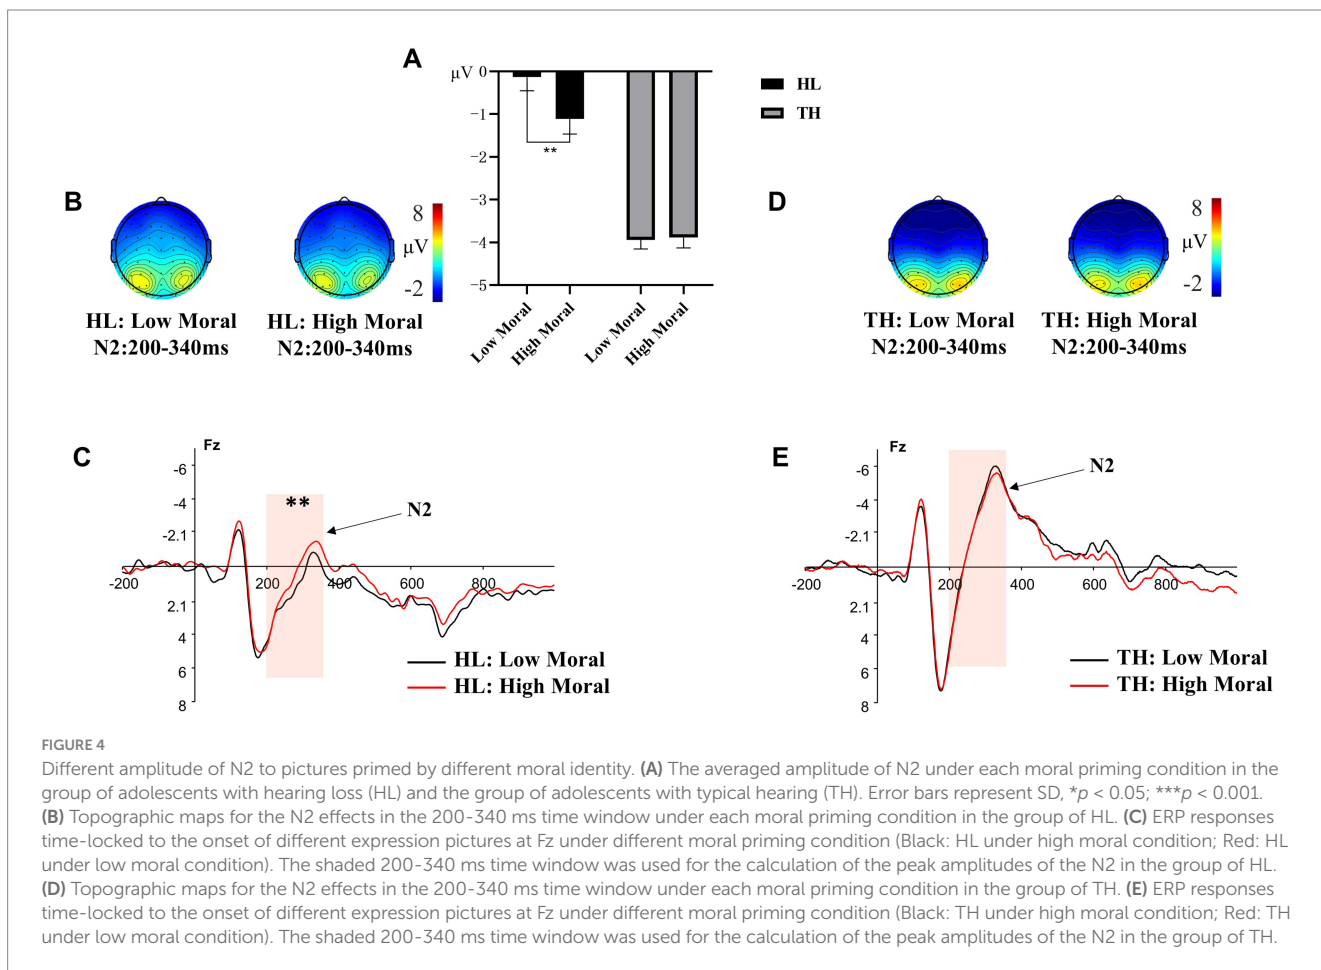 A
µV 0
−1
−2
−3
−4
−5
**
Low Moral
High Moral
Low Moral
High Moral
HL
TH
B
8
µV
-2
HL: Low Moral
N2:200-340ms
HL: High Moral
N2:200-340ms
D
8
µV
-2
TH: Low Moral
N2:200-340ms
TH: High Moral
N2:200-340ms
C
Fz
-6
-4
-2.1
2.1
4
6
8
-200
200
400
600
800
**
N2
HL: Low Moral
HL: High Moral
E
Fz
-6
-4
-2.1
2.1
4
6
8
-200
200
400
600
800
N2
TH: Low Moral
TH: High Moral
FIGURE 4
Different amplitude of N2 to pictures primed by different moral identity. (A) The averaged amplitude of N2 under each moral priming condition in the
group of adolescents with hearing loss (HL) and the group of adolescents with typical hearing (TH). Error bars represent SD, *p < 0.05; ***p < 0.001.
(B) Topographic maps for the N2 effects in the 200-340 ms time window under each moral priming condition in the group of HL. (C) ERP responses
time-locked to the onset of different expression pictures at Fz under different moral priming condition (Black: HL under high moral condition; Red: HL
under low moral condition). The shaded 200-340 ms time window was used for the calculation of the peak amplitudes of the N2 in the group of HL.
(D) Topographic maps for the N2 effects in the 200-340 ms time window under each moral priming condition in the group of TH. (E) ERP responses
time-locked to the onset of different expression pictures at Fz under different moral priming condition (Black: TH under high moral condition; Red: TH
under low moral condition). The shaded 200-340 ms time window was used for the calculation of the peak amplitudes of the N2 in the group of TH.